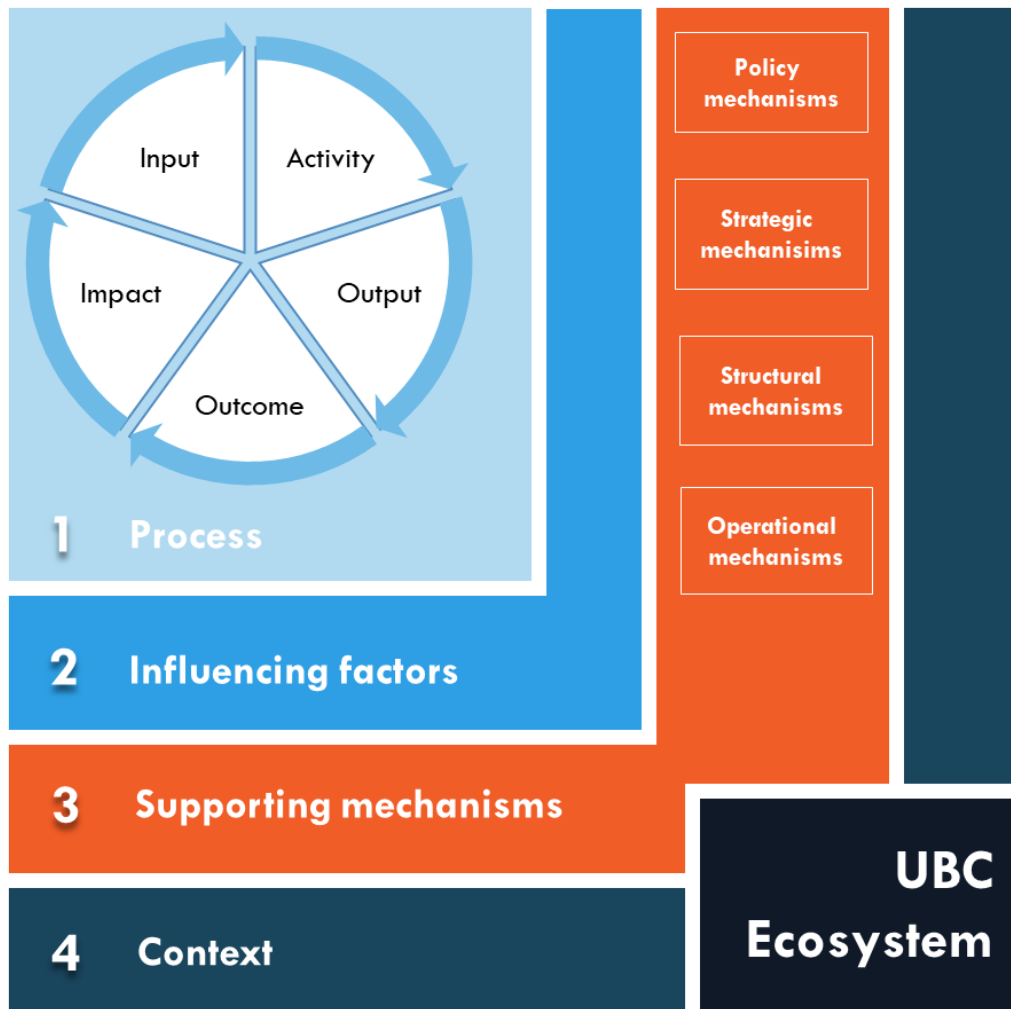 Input
Activity
Impact
Output
Outcome
1 Process
2 Influencing factors
Policy
mechanisms
Strategic
mechanisims
Structural
mechanisms
Operational
mechanisms
3 Supporting mechanisms
4 Context
UBC
Ecosystem